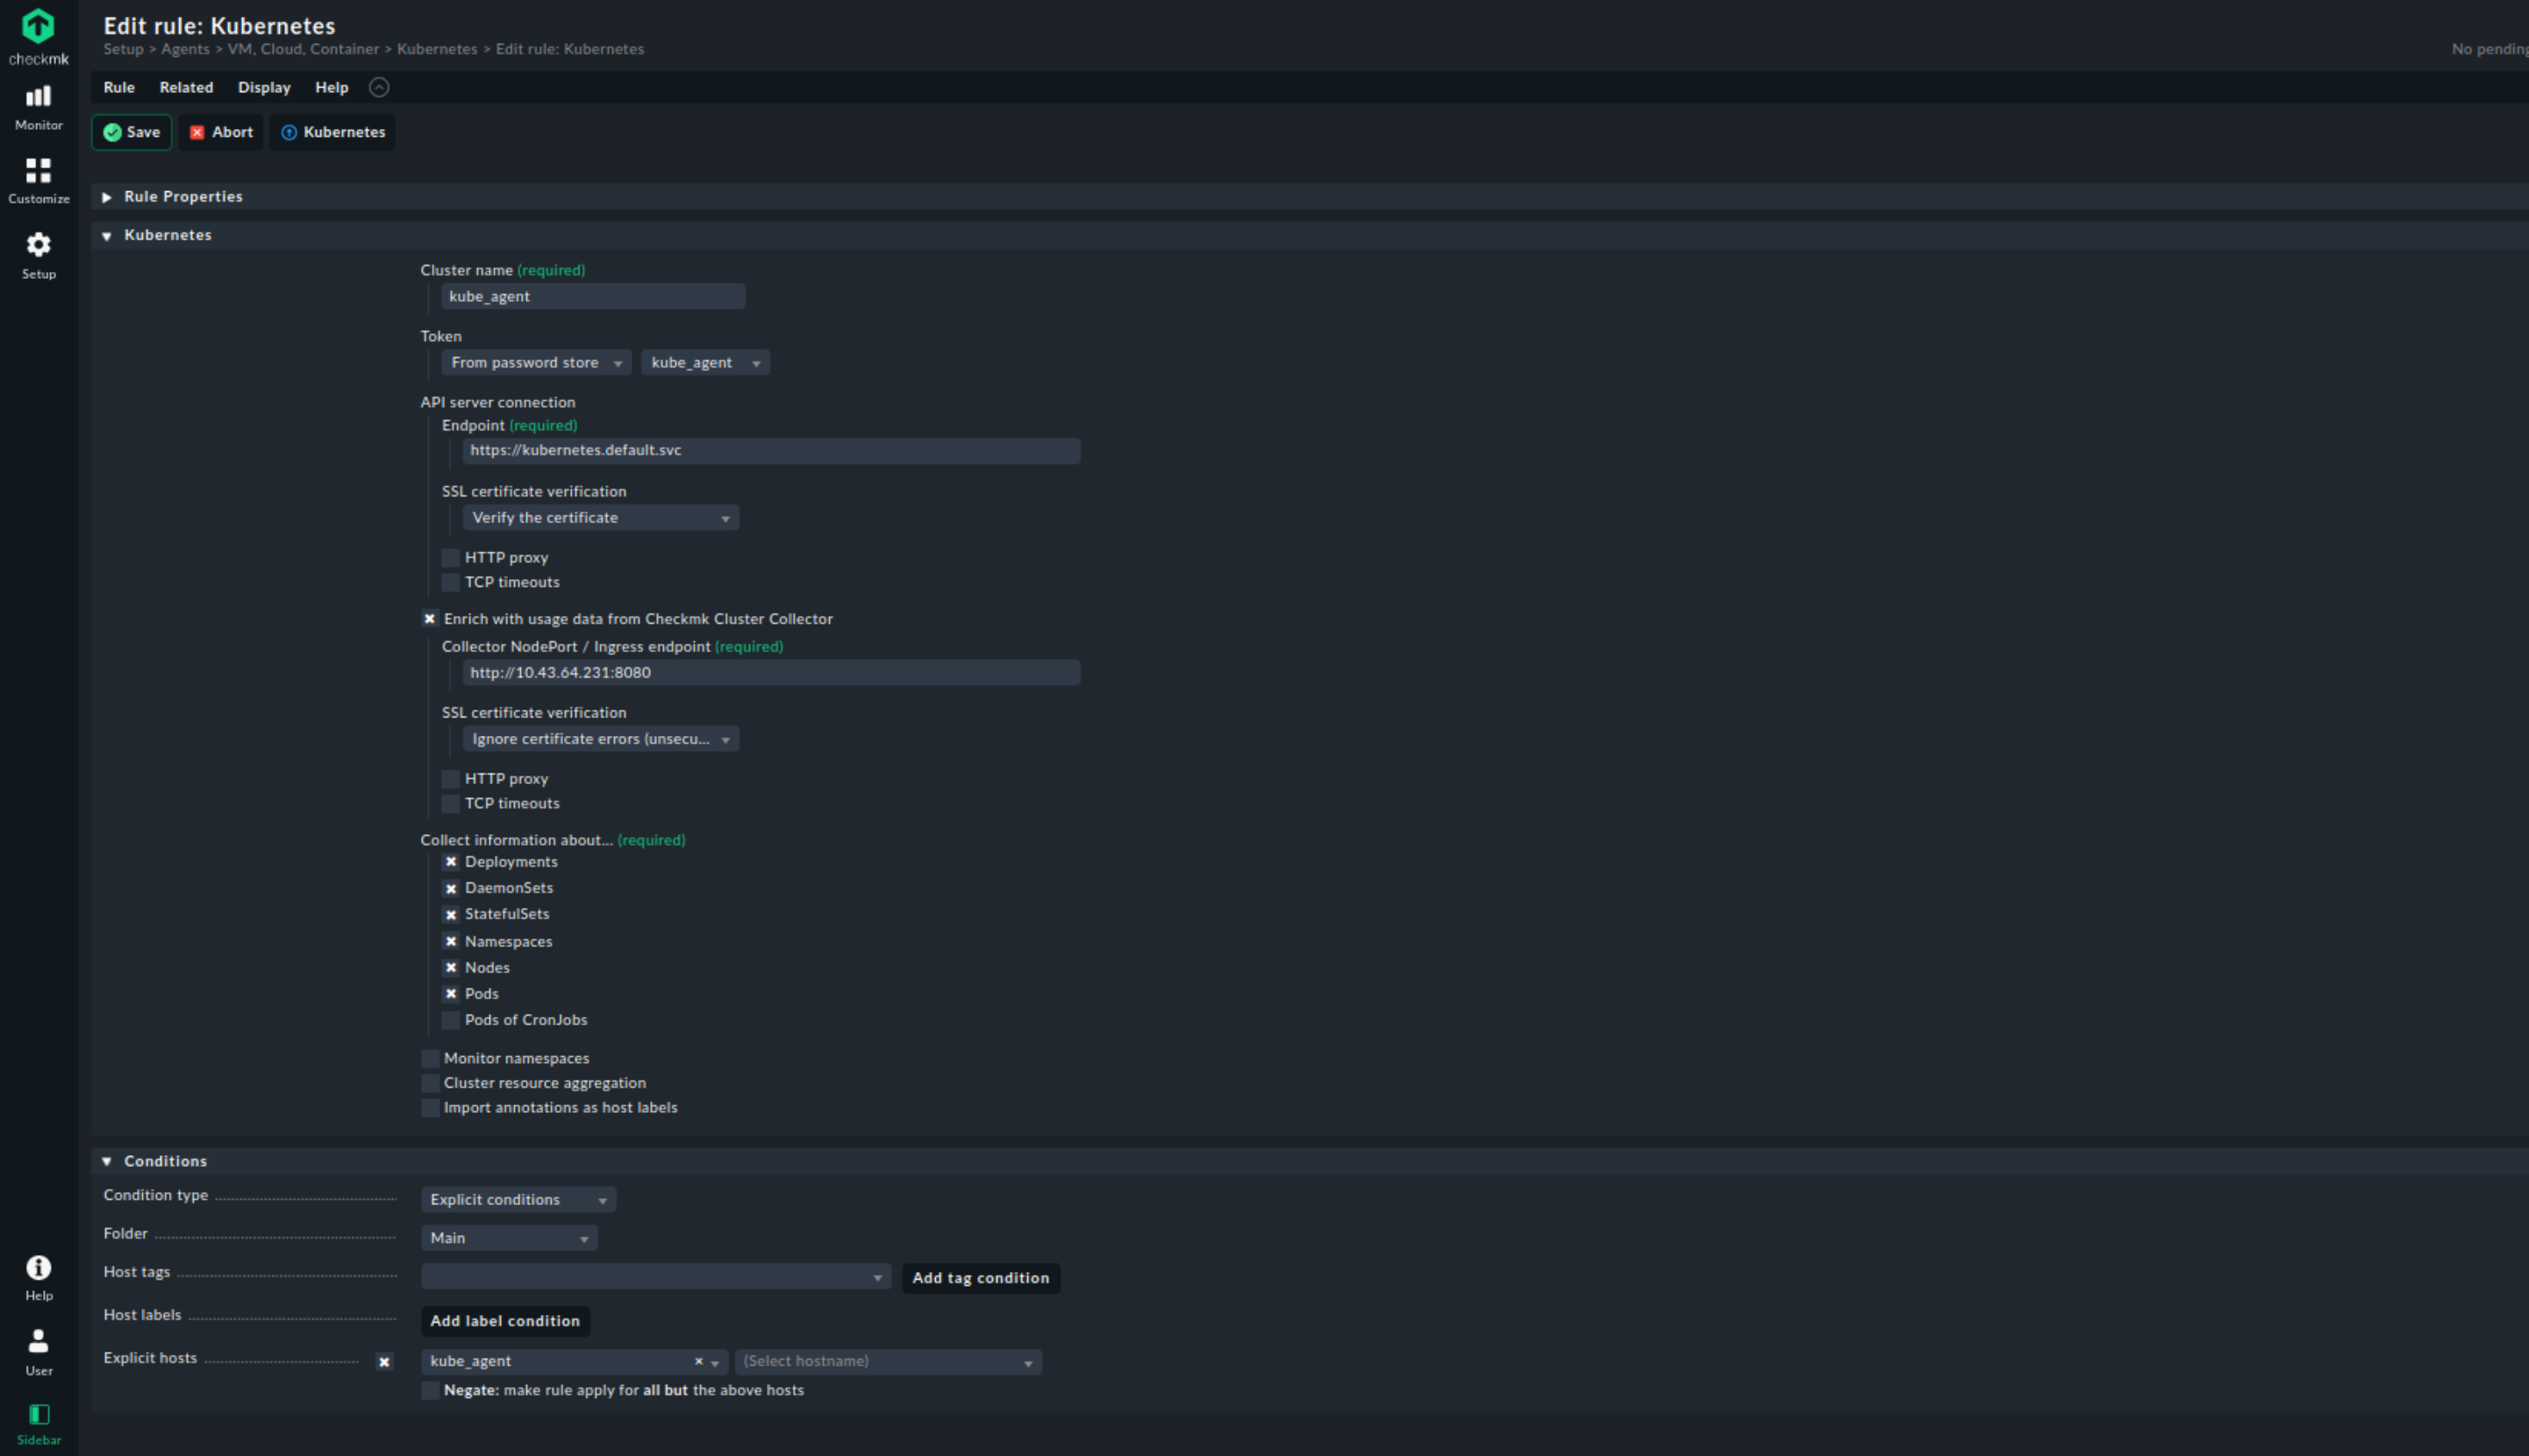 checkmk
Monitor
Customize
Setup
Help
User
Sidebar
Edit rule: Kubernetes
Setup > Agents > VM, Cloud, Container > Kubernetes > Edit rule: Kubernetes
No pending
Rule Related Display Help
Save Abort Kubernetes
Rule Properties
Kubernetes
Cluster name (required)
kube_agent
Token
From password store kube_agent
API server connection
Endpoint (required)
https://kubernetes.default.svc
SSL certificate verification
Verify the certificate
HTTP proxy
TCP timeouts
Enrich with usage data from Checkmk Cluster Collector
Collector NodePort / Ingress endpoint (required)
http://10.43.64.231:8080
SSL certificate verification
Ignore certificate errors (unsecu...
HTTP proxy
TCP timeouts
Collect information about... (required)
Deployments
DaemonSets
StatefulSets
Namespaces
Nodes
Pods
Pods of CronJobs
Monitor namespaces
Cluster resource aggregation
Import annotations as host labels
Conditions
Condition type Explicit conditions
Folder Main
Host tags Add tag condition
Host labels Add label condition
Explicit hosts kube_agent × (Select hostname)
Negate: make rule apply for all but the above hosts